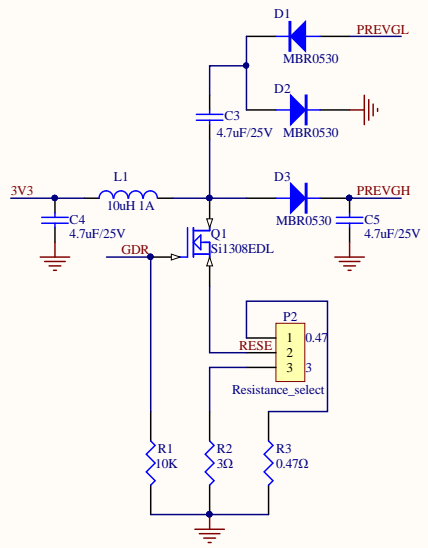 D1
PREVGL
MBR0530
D2
C3
4.7uF/25V
MBR0530
L1
D3
3V3
PREVGH
10uH 1A
C4
4.7uF/25V
MBR0530
C5
4.7uF/25V
Q1
GDR
Si1308EDL
P2
1
0.47
RESE
2
3
3
Resistance_select
R1
10K
R2
3Ω
R3
0.47Ω